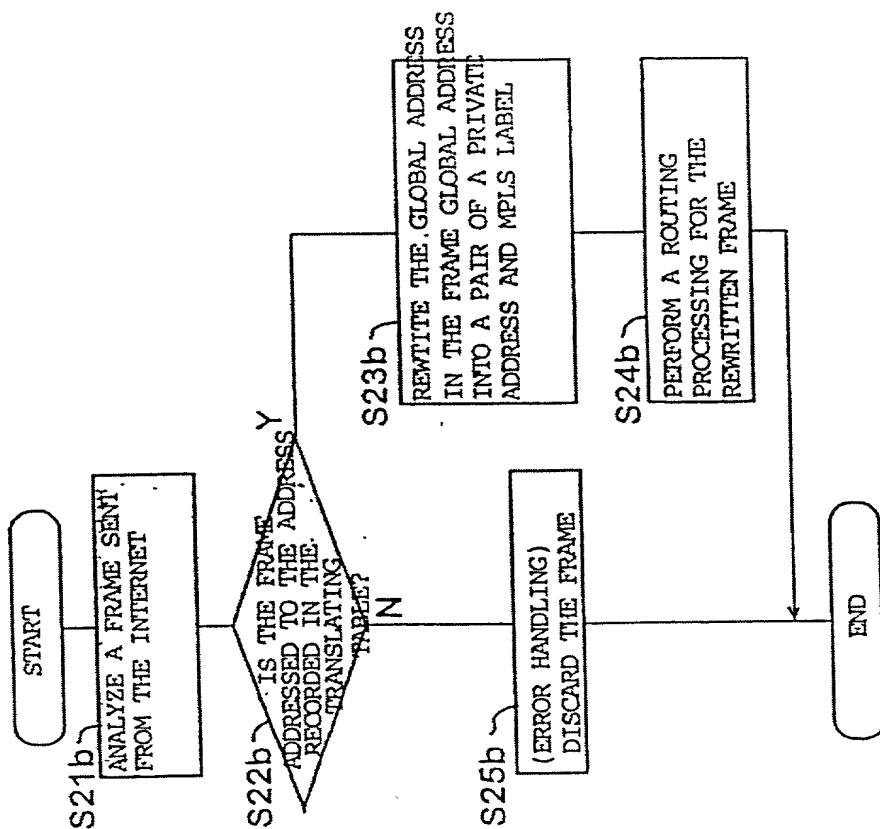 START
S21b
ANALYZE A FRAME SENT
FROM THE INTERNET
S22b
IS THE FRAME
ADDRESSED TO THE ADDRESS
RECORDED IN THE
TRANSLATING
TABLE?
Y
N
S23b
REWTITE THE GLOBAL ADDRESS
IN THE FRAME GLOBAL ADDRESS
INTO A PAIR OF A PRIVATE
ADDRESS AND MPLS LABEL
S24b
PERFORM A ROUTING
PROCESSING FOR THE
REWRITTEN FRAME
S25b
(ERROR HANDLING)
DISCARD THE FRAME
END